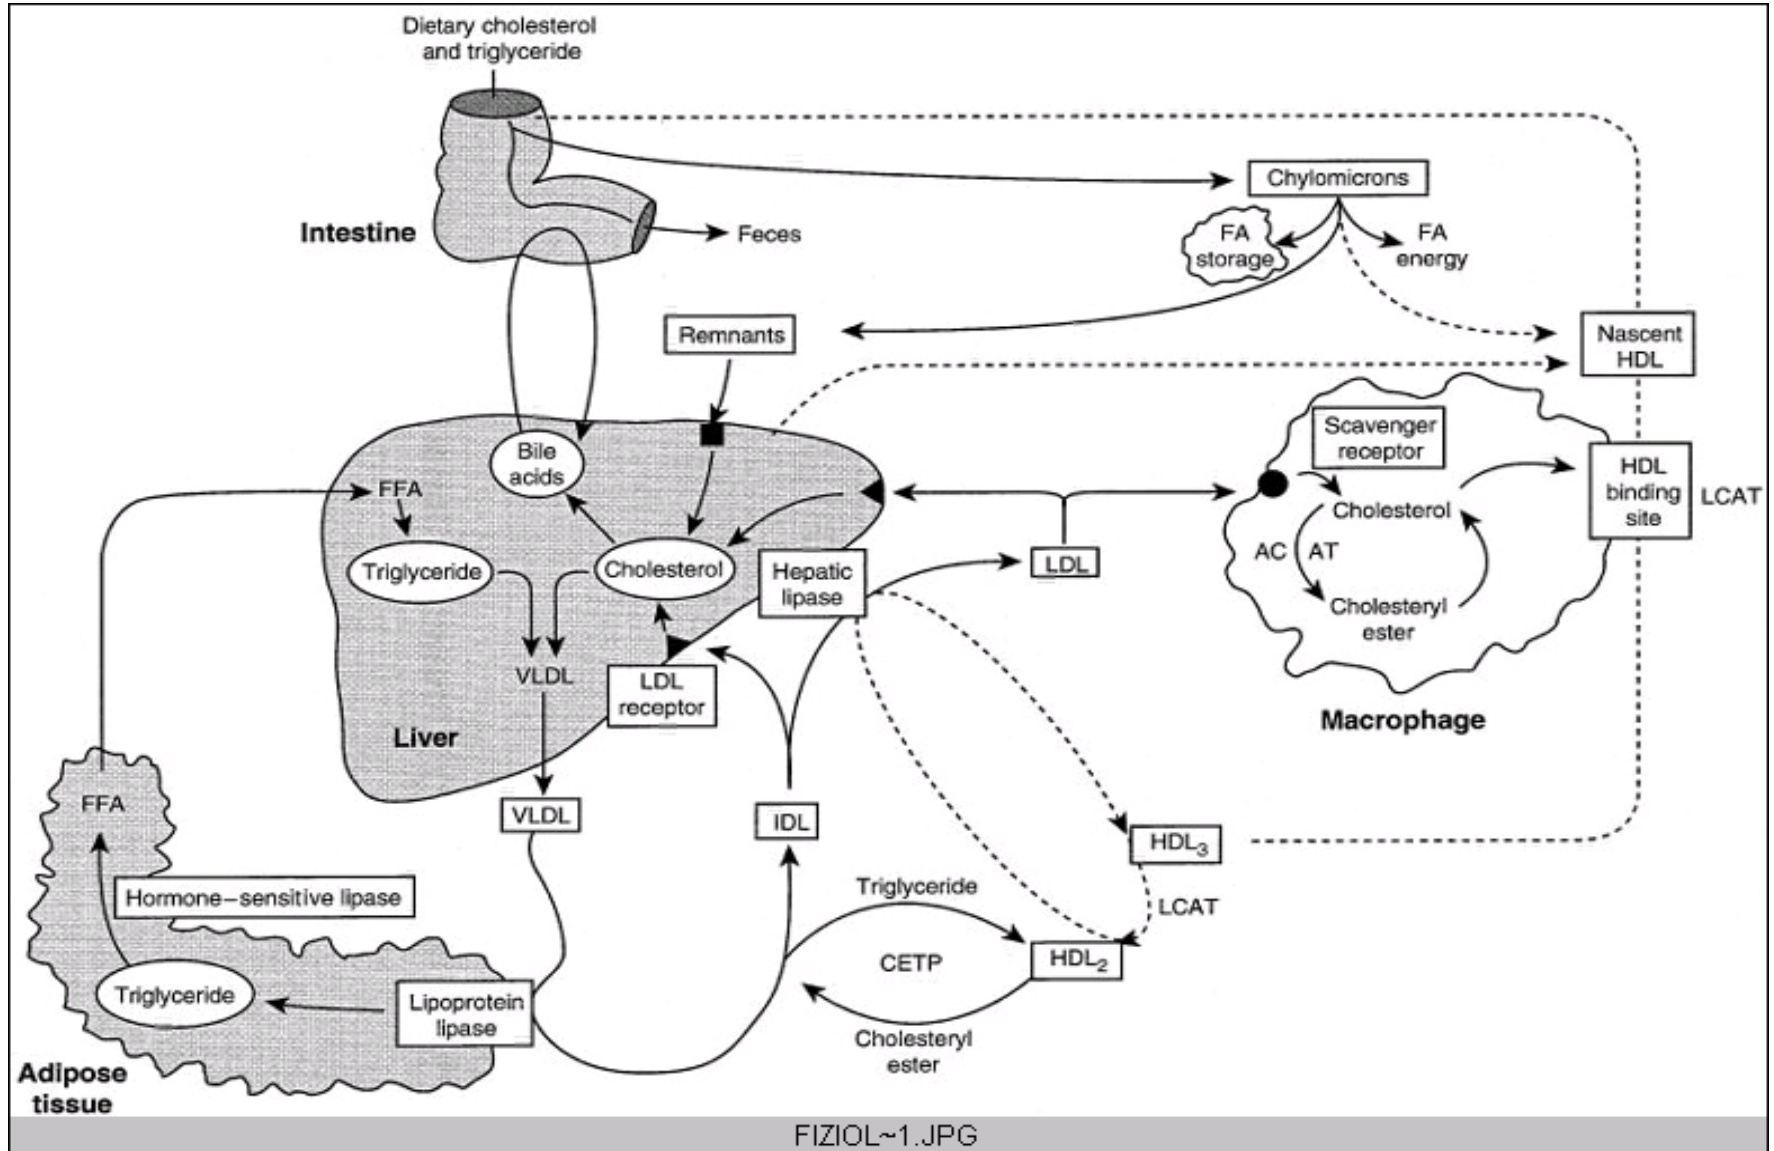 Dietary cholesterol
and triglyceride
Intestine
Feces
Chylomicrons
FA
storage
FA
energy
Remnants
Nascent
HDL
Scavenger
receptor
Bile
acids
FFA
HDL
binding
site
LCAT
Cholesterol
AC
AT
Cholesteryl
ester
Triglyceride
Cholesterol
Hepatic
lipase
LDL
VLDL
LDL
receptor
Liver
Macrophage
FFA
VLDL
IDL
HDL3
Hormone-sensitive lipase
Triglyceride
LCAT
CETP
HDL2
Triglyceride
Lipoprotein
lipase
Cholesteryl
ester
Adipose
tissue
FIZIOL~1.JPG